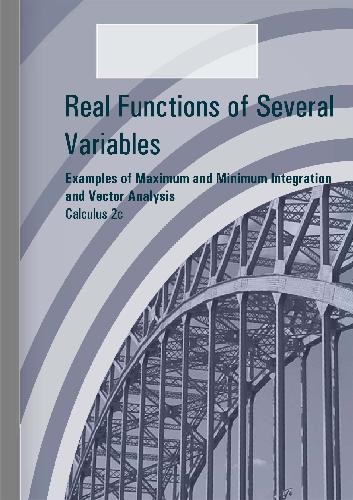 Real Functions of Several
Variables
Examples of Maximum and Minimum Integration
and Vector Analysis
Calculus 2c